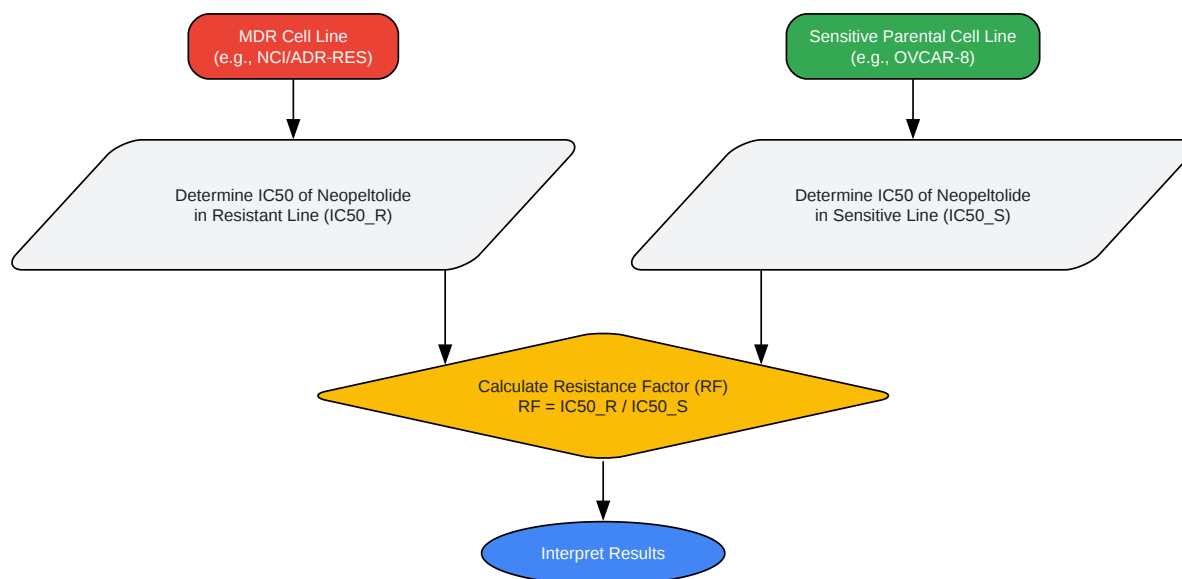 MDR Cell Line
(e.g., NCI/ADR-RES)
Sensitive Parental Cell Line
(e.g., OVCAR-8)
Determine IC50 of Neopeltolide
in Resistant Line (IC50_R)
Determine IC50 of Neopeltolide
in Sensitive Line (IC50_S)
Calculate Resistance Factor (RF)
RF = IC50_R / IC50_S
Interpret Results